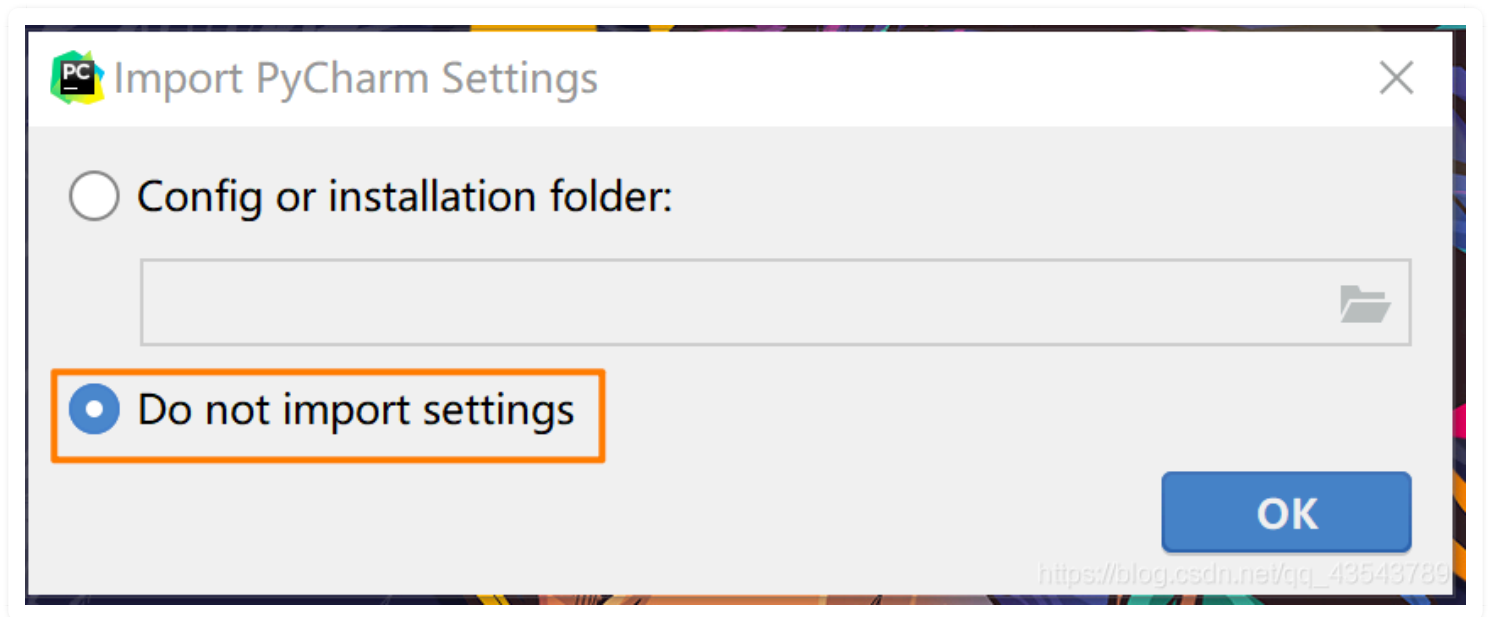 PC
Import PyCharm Settings
Config or installation folder:
Do not import settings
OK
https://blog.csdn.net/qq_43543789